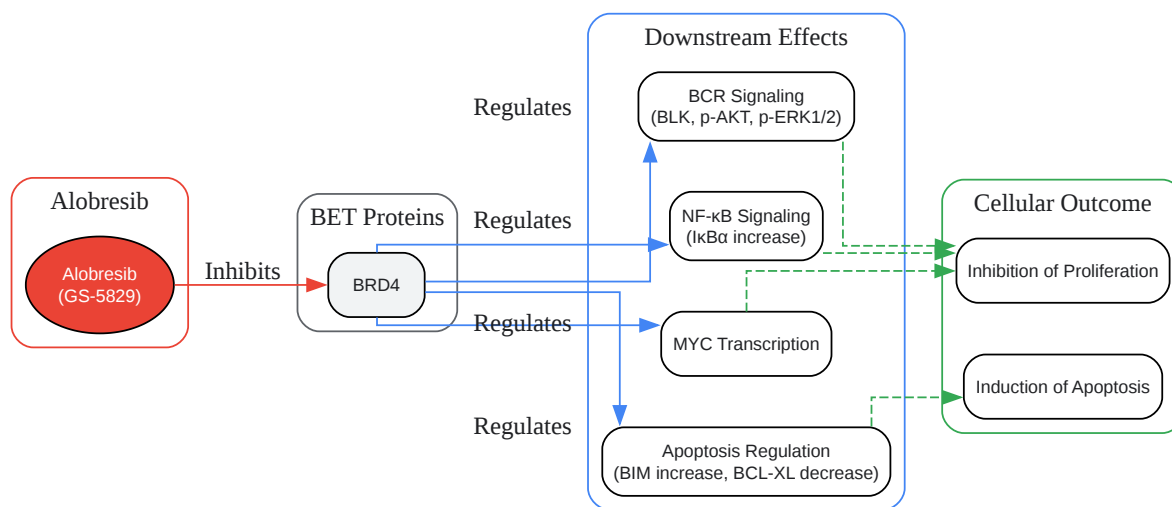 Alobresib
Alobresib
(GS-5829)
Inhibits
BET Proteins
BRD4
Regulates
Regulates
Regulates
Regulates
Downstream Effects
BCR Signaling
(BLK, p-AKT, p-ERK1/2)
NF-κB Signaling
(IκBα increase)
MYC Transcription
Apoptosis Regulation
(BIM increase, BCL-XL decrease)
Cellular Outcome
Inhibition of Proliferation
Induction of Apoptosis